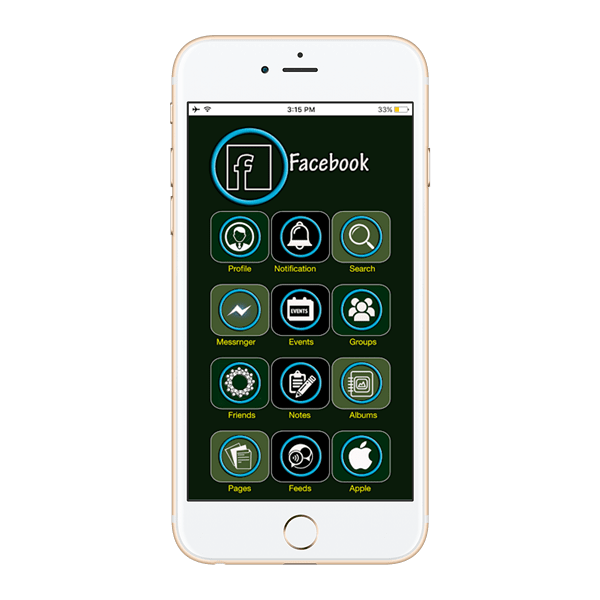 3:15 PM 33%
f Facebook
Profile Notification Search
EVENTS
Messrnger Events Groups
Friends Notes Albums
Pages Feeds Apple